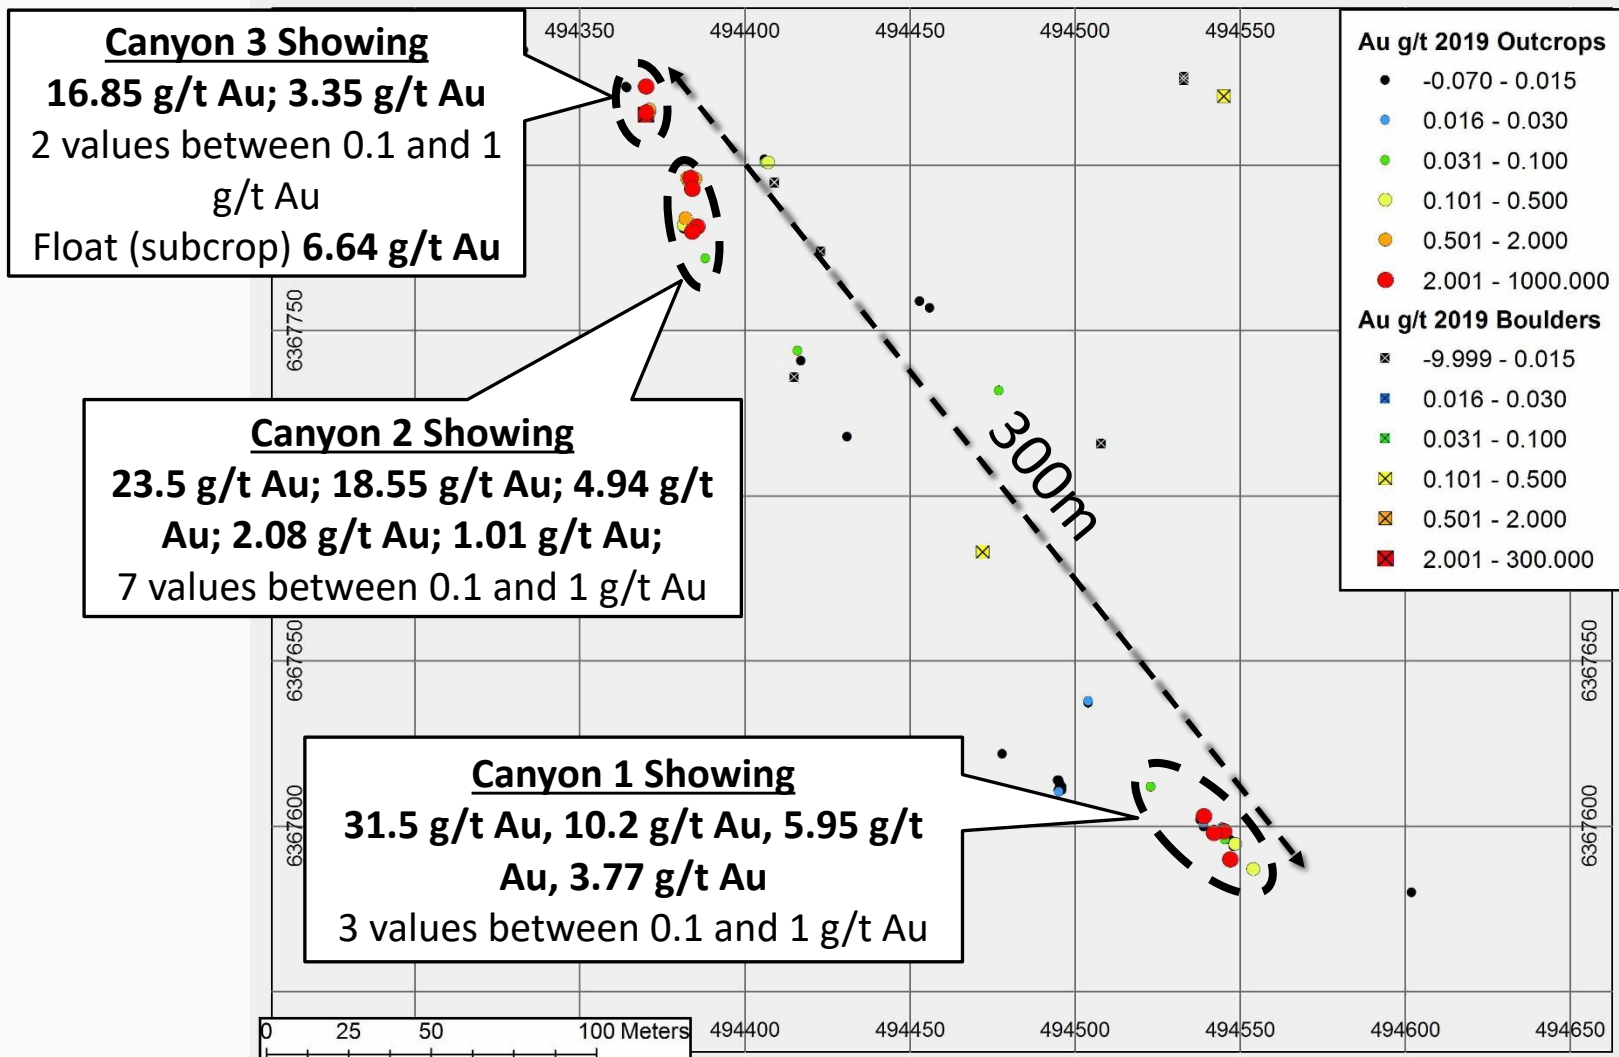 494350
494400
494450
494500
494550
Canyon 3 Showing
16.85 g/t Au; 3.35 g/t Au
2 values between 0.1 and 1
g/t Au
Float (subcrop) 6.64 g/t Au
Au g/t 2019 Outcrops
-0.070 - 0.015
0.016 - 0.030
0.031 - 0.100
0.101 - 0.500
0.501 - 2.000
2.001 - 1000.000
Au g/t 2019 Boulders
-9.999 - 0.015
0.016 - 0.030
0.031 - 0.100
0.101 - 0.500
0.501 - 2.000
2.001 - 300.000
6367750
Canyon 2 Showing
23.5 g/t Au; 18.55 g/t Au; 4.94 g/t
Au; 2.08 g/t Au; 1.01 g/t Au;
7 values between 0.1 and 1 g/t Au
300m
6367650
6367650
Canyon 1 Showing
31.5 g/t Au, 10.2 g/t Au, 5.95 g/t
Au, 3.77 g/t Au
3 values between 0.1 and 1 g/t Au
6367600
6367600
0 25 50 100 Meters
494400
494450
494500
494550
494600
494650